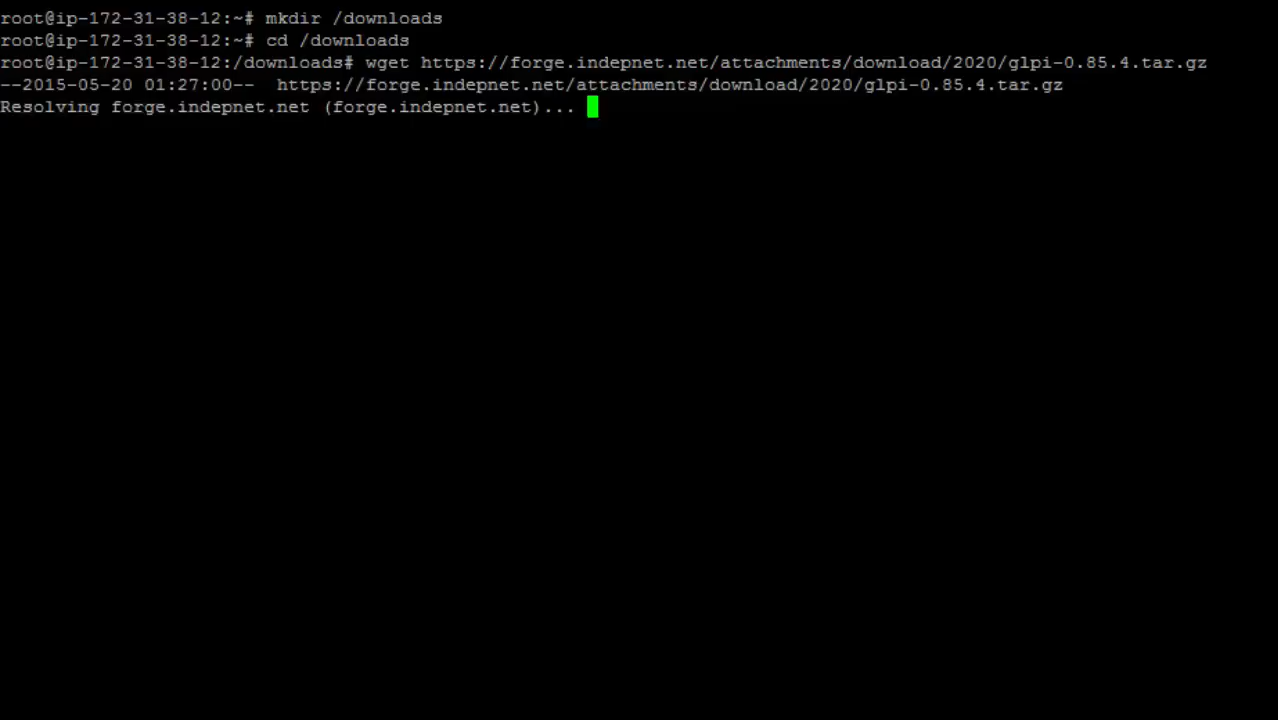 root@ip-172-31-38-12:~# mkdir /downloads
root@ip-172-31-38-12:~# cd /downloads
root@ip-172-31-38-12:/downloads# wget https://forge.indepnet.net/attachments/download/2020/glpi-0.85.4.tar.gz
--2015-05-20 01:27:00--  https://forge.indepnet.net/attachments/download/2020/glpi-0.85.4.tar.gz
Resolving forge.indepnet.net (forge.indepnet.net)...